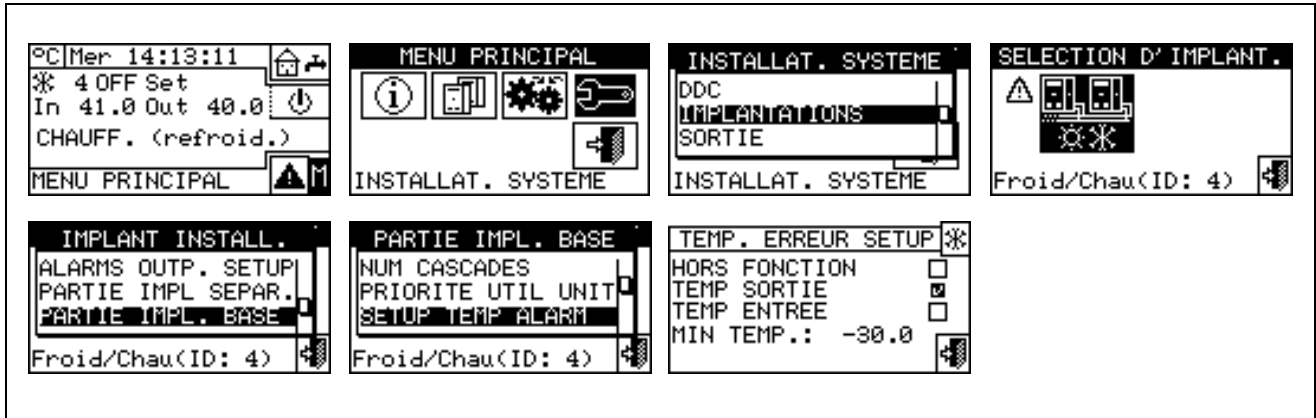 °C Mer 14:13:11
4 OFF Set
In 41.0 Out 40.0
CHAUFF. (refroid.)
MENU PRINCIPAL M
MENU PRINCIPAL
INSTALLAT. SYSTEME
INSTALLAT. SYSTEME
DDC
IMPLANTATIONS
SORTIE
INSTALLAT. SYSTEME
SELECTION D'IMPLANT.
Froid/Chau(ID: 4)
IMPLANT INSTALL.
ALARMS OUTP. SETUP
PARTIE IMPL SEPAR.
PARTIE IMPL. BASE
Froid/Chau(ID: 4)
PARTIE IMPL. BASE
NUM CASCADES
PRIORITE UTIL UNIT
SETUP TEMP ALARM
Froid/Chau(ID: 4)
TEMP. ERREUR SETUP
HORS FONCTION
TEMP SORTIE
TEMP ENTREE
MIN TEMP.: -30.0